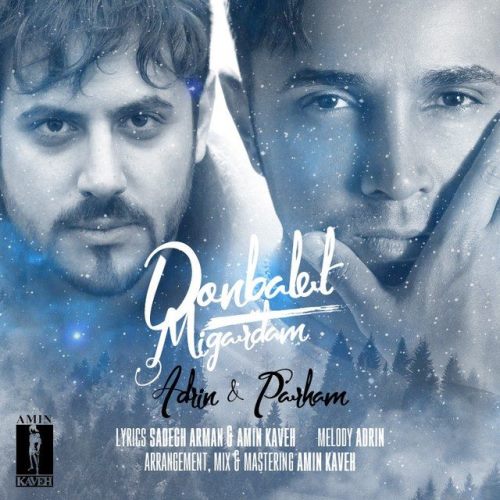 Donbalet
Migardam
Adrin & Parham
LYRICS SADEGH ARMAN & AMIN KAVEH MELODY ADRIN
ARRANGEMENT, MIX & MASTERING AMIN KAVEH
AMIN
KAVEH